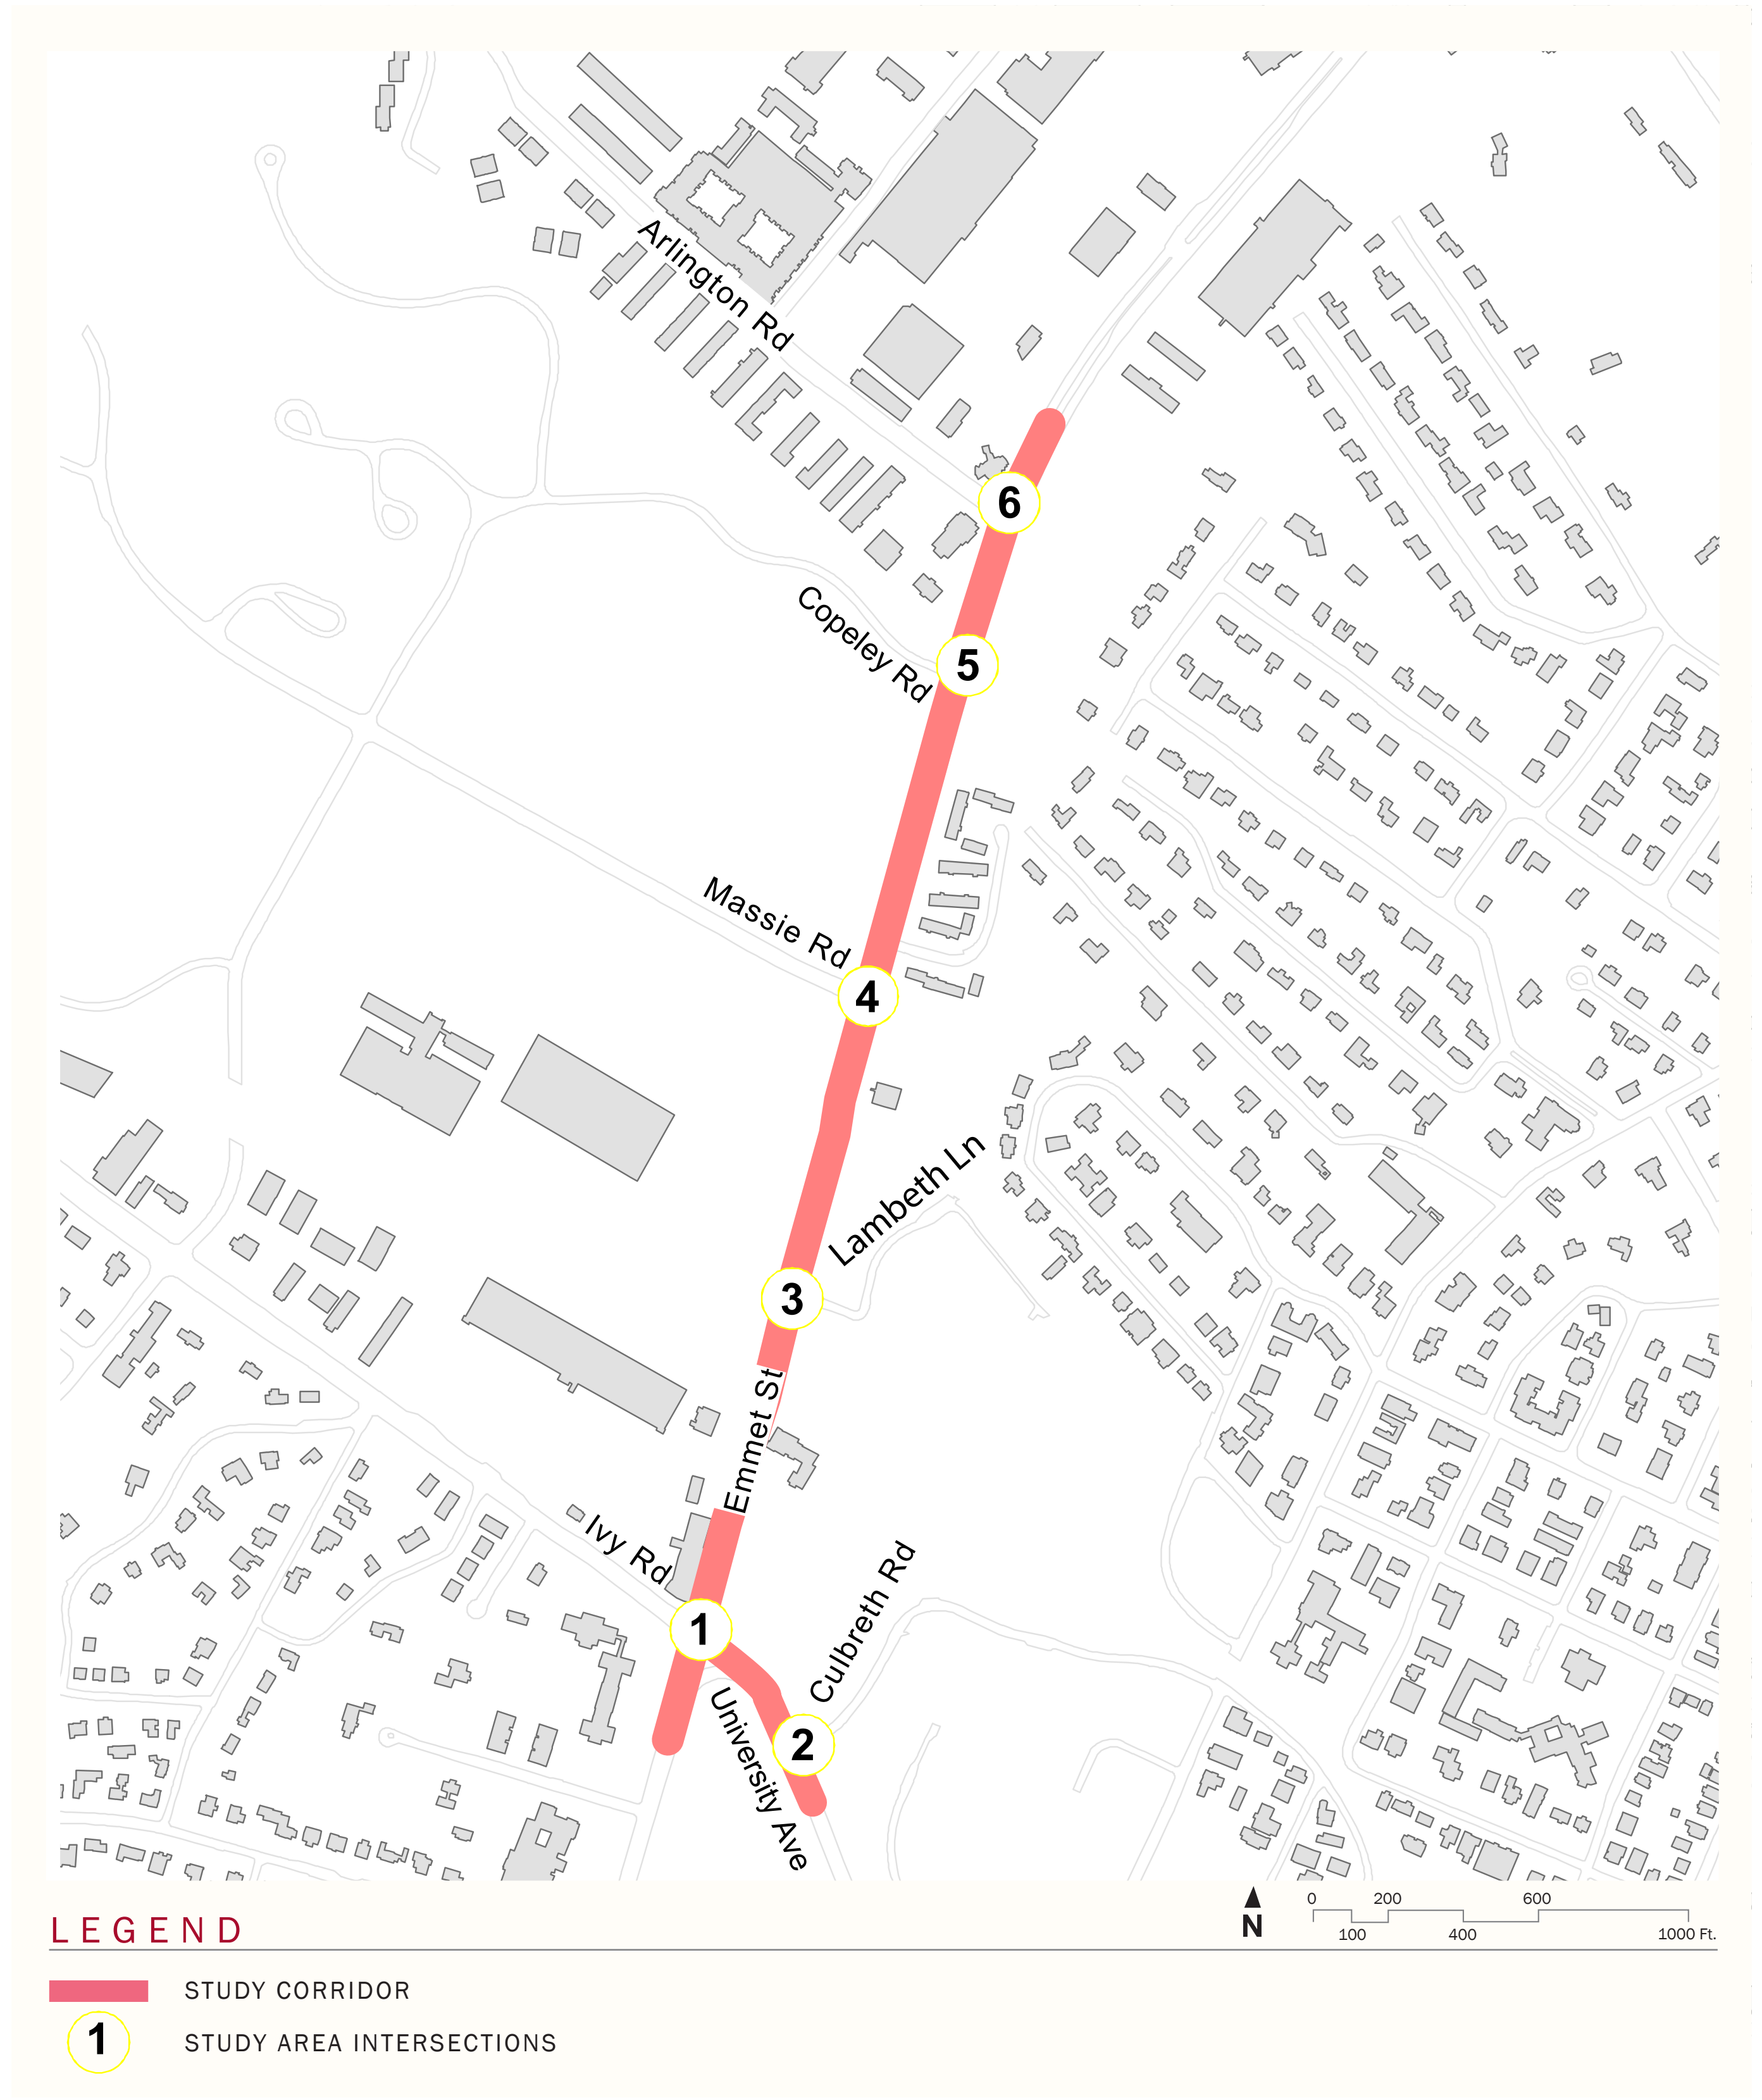 Arlington Rd
6
Copeley Rd
5
Massie Rd
4
Lambeth Ln
3
Emmet St
Ivy Rd
Culbreth Rd
1
University Ave
2
N
0 200 600
100 400 1000 Ft.
LEGEND
STUDY CORRIDOR
1 STUDY AREA INTERSECTIONS